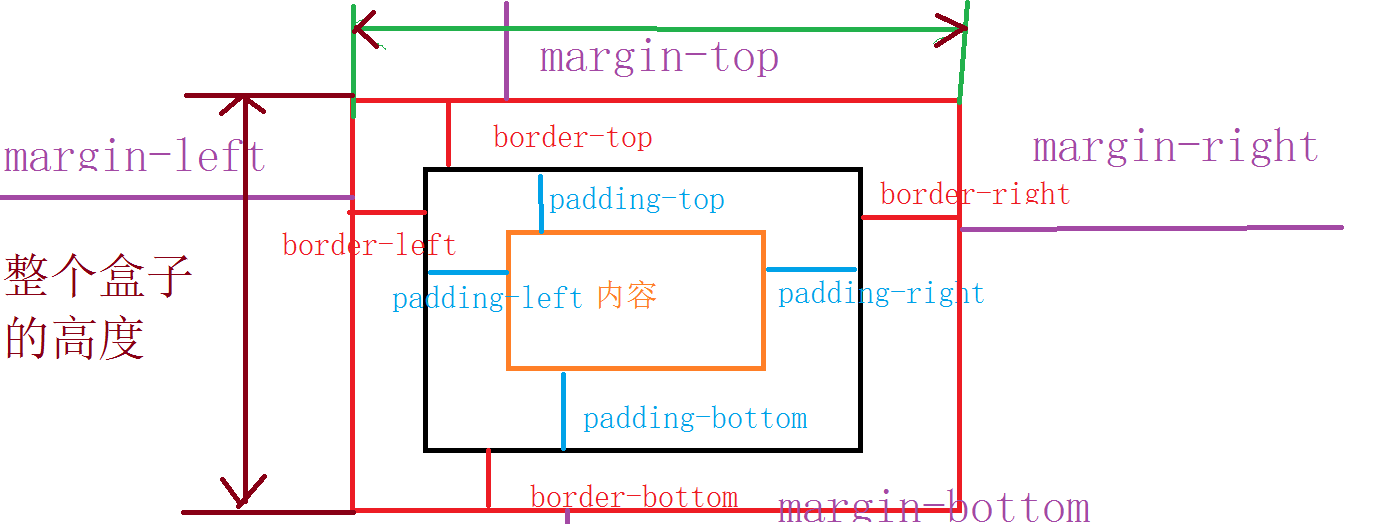 margin-top
border-top
margin-left
margin-right
padding-top
border-right
border-left
整个盒子
的高度
padding-left
内容
padding-right
padding-bottom
border-bottom
margin-bottom